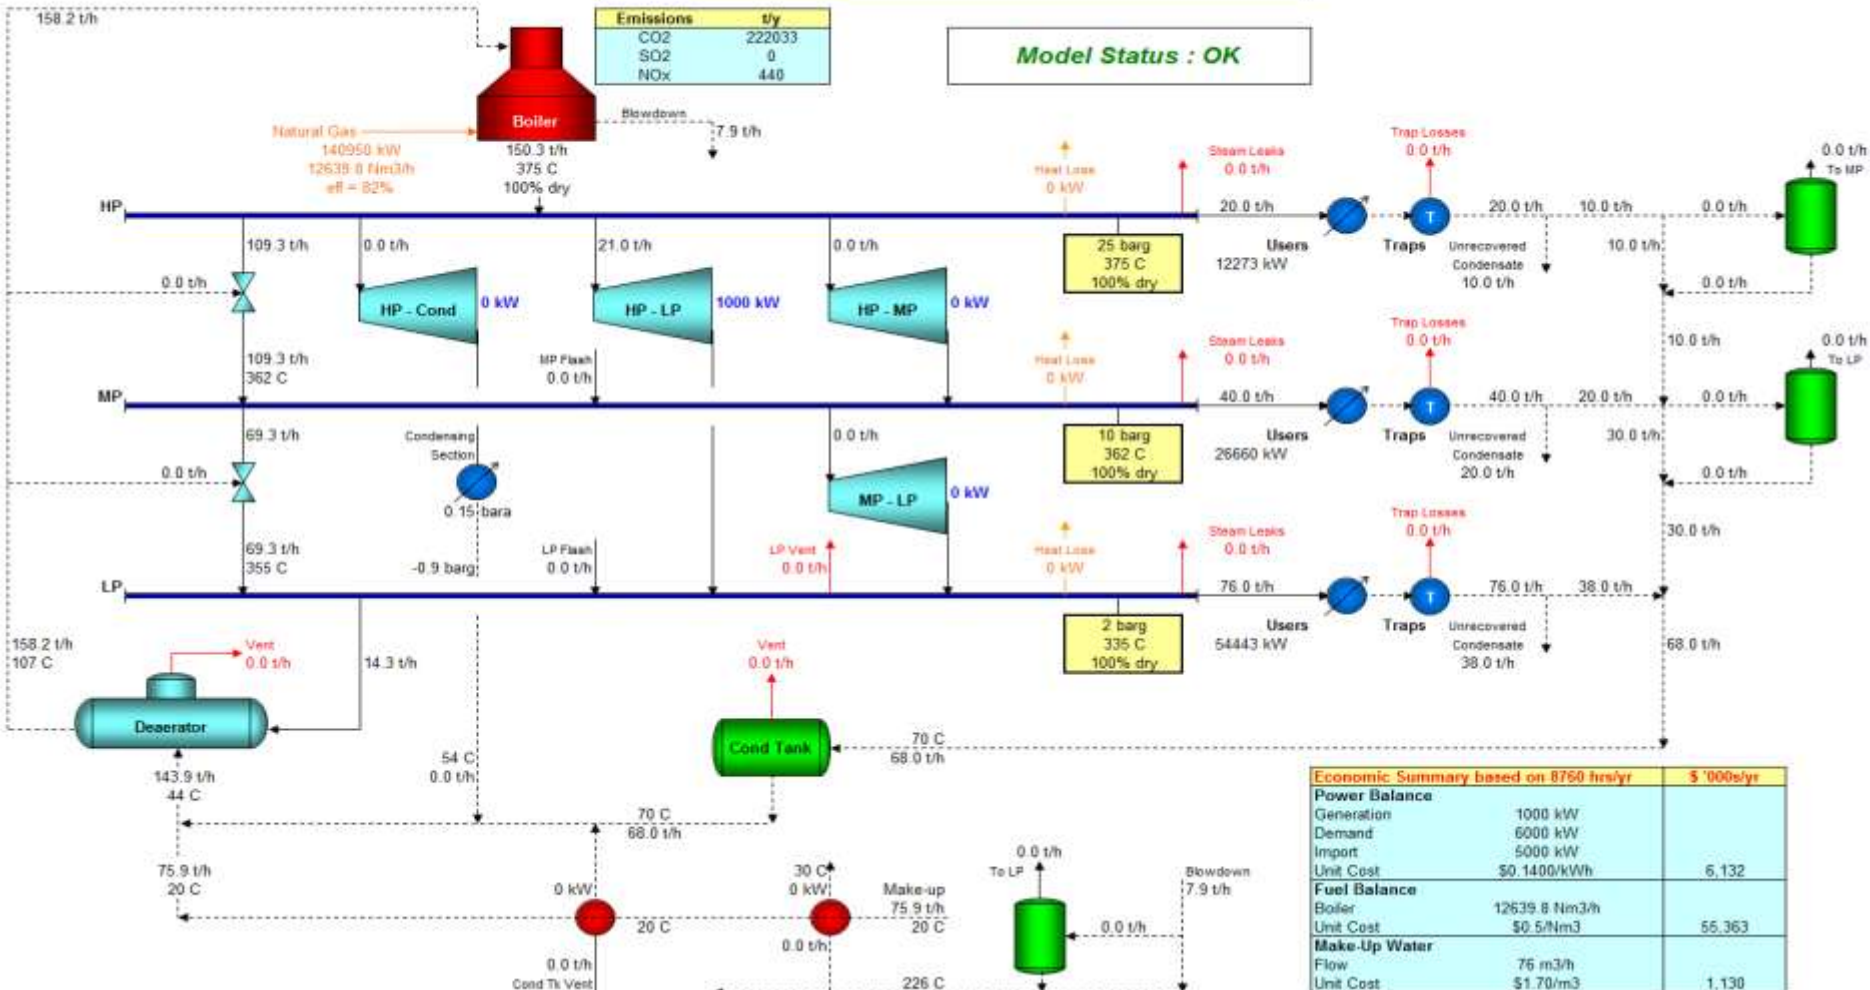 158.2 t/h
Emissions t/y
CO2 222033
SO2 0
NOx 440
Model Status : OK
Boiler
Blowdown
7.9 t/h
Natural Gas
140950 kW
12639.8 Nm3/h
eff = 82%
150.3 t/h
375 C
100% dry
Heat Loss
0 kW
Steam Leaks
0.0 t/h
Trap Losses
0.0 t/h
0.0 t/h
To MP
HP
20.0 t/h
T
20.0 t/h
10.0 t/h
0.0 t/h
109.3 t/h
0.0 t/h
21.0 t/h
0.0 t/h
25 barg
375 C
100% dry
Users
12273 kW
Traps
Unrecovered
Condensate
10.0 t/h
10.0 t/h
0.0 t/h
0.0 t/h
HP - Cond
0 kW
HP - LP
1000 kW
HP - MP
0 kW
109.3 t/h
362 C
MP Flash
0.0 t/h
Heat Loss
0 kW
Steam Leaks
0.0 t/h
Trap Losses
0.0 t/h
10.0 t/h
0.0 t/h
To LP
MP
40.0 t/h
T
40.0 t/h
20.0 t/h
0.0 t/h
69.3 t/h
Condensing
Section
0.0 t/h
10 barg
362 C
100% dry
Users
26660 kW
Traps
Unrecovered
Condensate
20.0 t/h
30.0 t/h
0.0 t/h
0.0 t/h
0.15 bara
MP - LP
0 kW
69.3 t/h
355 C
-0.9 barg
LP Flash
0.0 t/h
LP Vent
0.0 t/h
Heat Loss
0 kW
Steam Leaks
0.0 t/h
Trap Losses
0.0 t/h
30.0 t/h
LP
76.0 t/h
T
76.0 t/h
38.0 t/h
2 barg
335 C
100% dry
Users
54443 kW
Traps
Unrecovered
Condensate
38.0 t/h
68.0 t/h
158.2 t/h
107 C
Vent
0.0 t/h
14.3 t/h
Vent
0.0 t/h
Deaerator
Cond Tank
70 C
68.0 t/h
143.9 t/h
44 C
54 C
0.0 t/h
70 C
68.0 t/h
75.9 t/h
20 C
0 kW
20 C
30 C
0 kW
0.0 t/h
Make-up
75.9 t/h
20 C
0.0 t/h
To LP
Blowdown
7.9 t/h
0.0 t/h
0.0 t/h
Cond Tk Vent
226 C
Economic Summary based on 8760 hrs/yr $ '000s/yr
Power Balance
Generation 1000 kW
Demand 6000 kW
Import 5000 kW
Unit Cost $0.1400/kWh 6,132
Fuel Balance
Boiler 12639.8 Nm3/h
Unit Cost $0.5/Nm3 55,363
Make-Up Water
Flow 76 m3/h
Unit Cost $1.70/m3 1,130